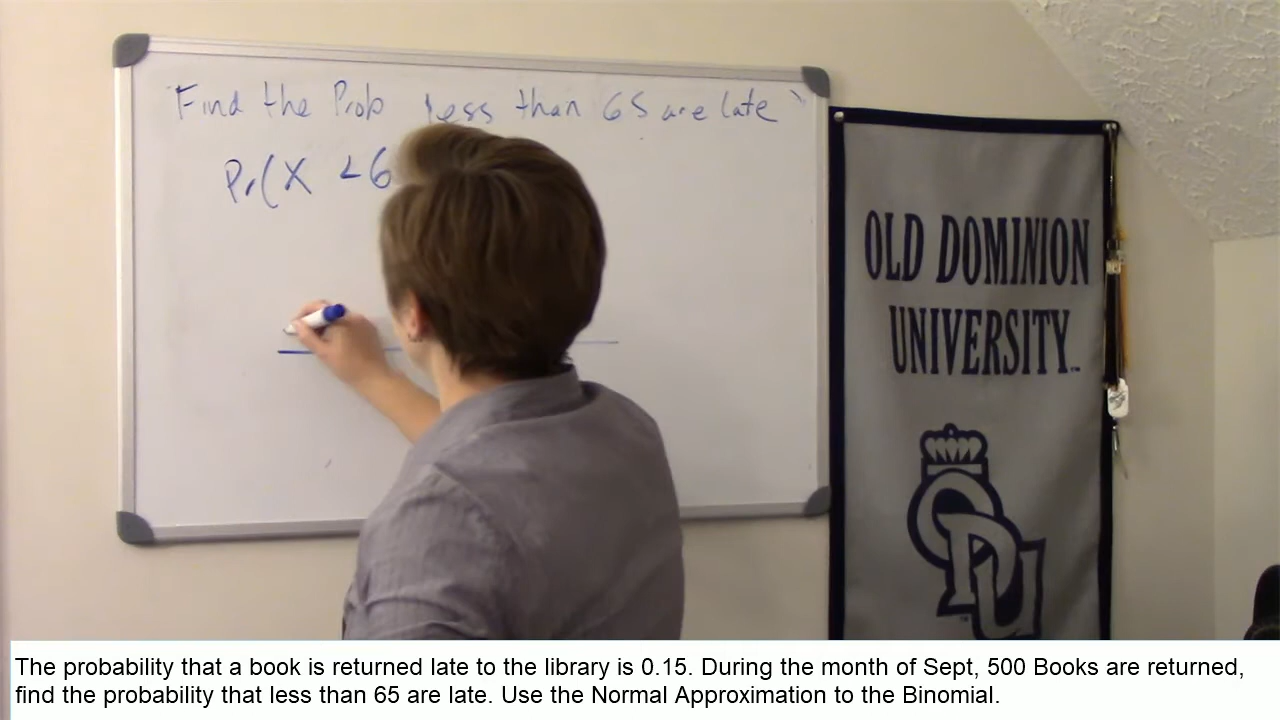 Find the Prob less than 65 are late
Pr(X <6
OLD DOMINION
UNIVERSITY™
ODU
The probability that a book is returned late to the library is 0.15. During the month of Sept, 500 Books are returned,
find the probability that less than 65 are late. Use the Normal Approximation to the Binomial.